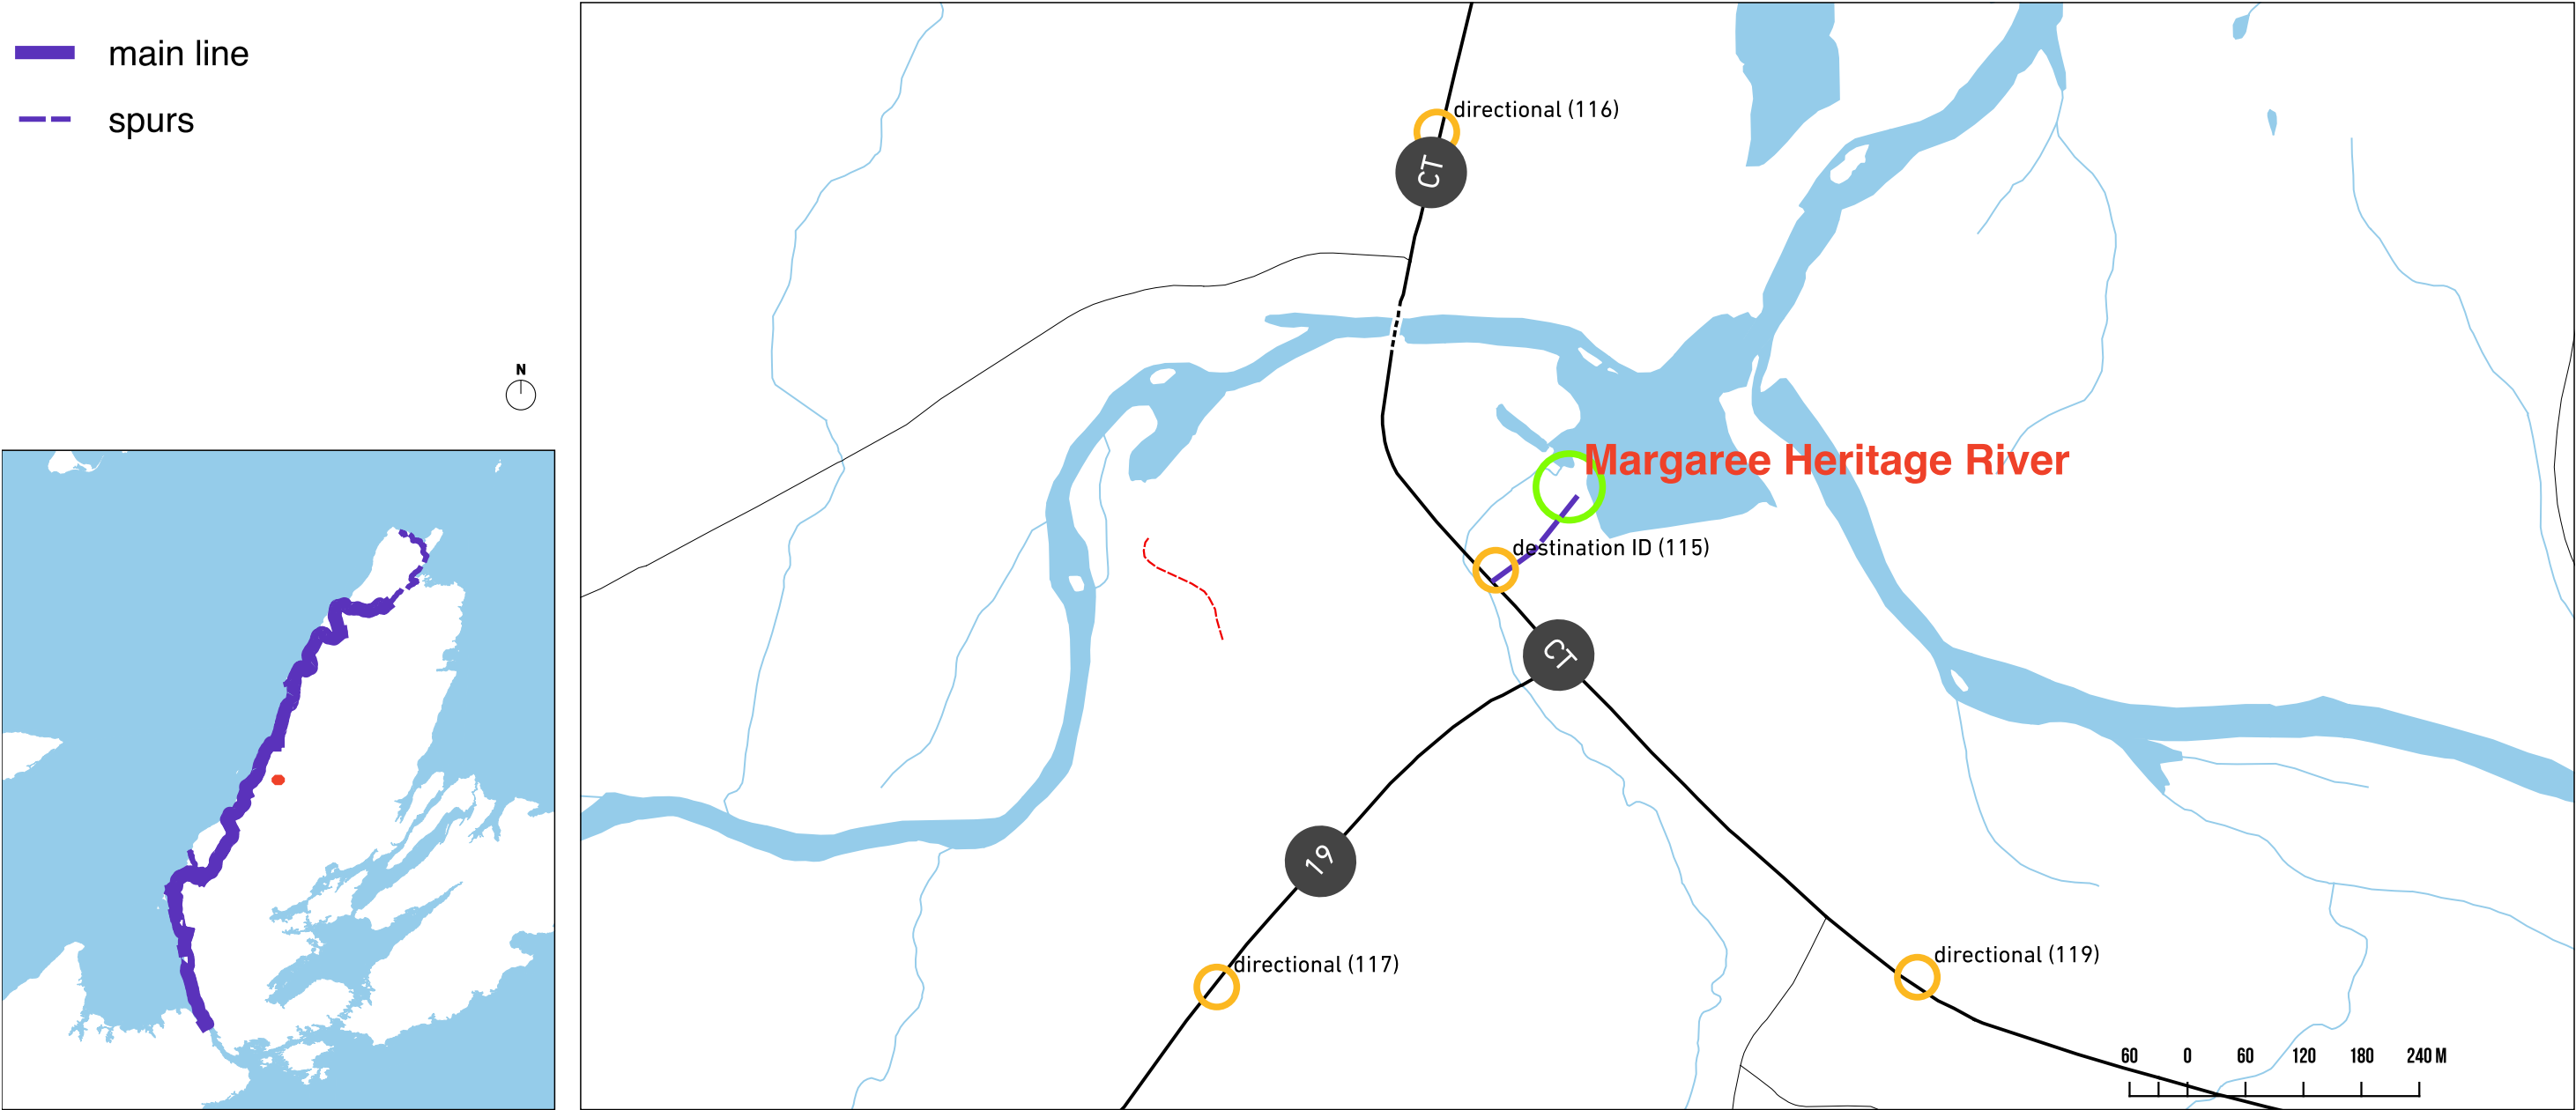 main line
spurs
N
directional (116)
CT
Margaree Heritage River
destination ID (115)
CT
19
directional (117)
directional (119)
60 0 60 120 180 240 M